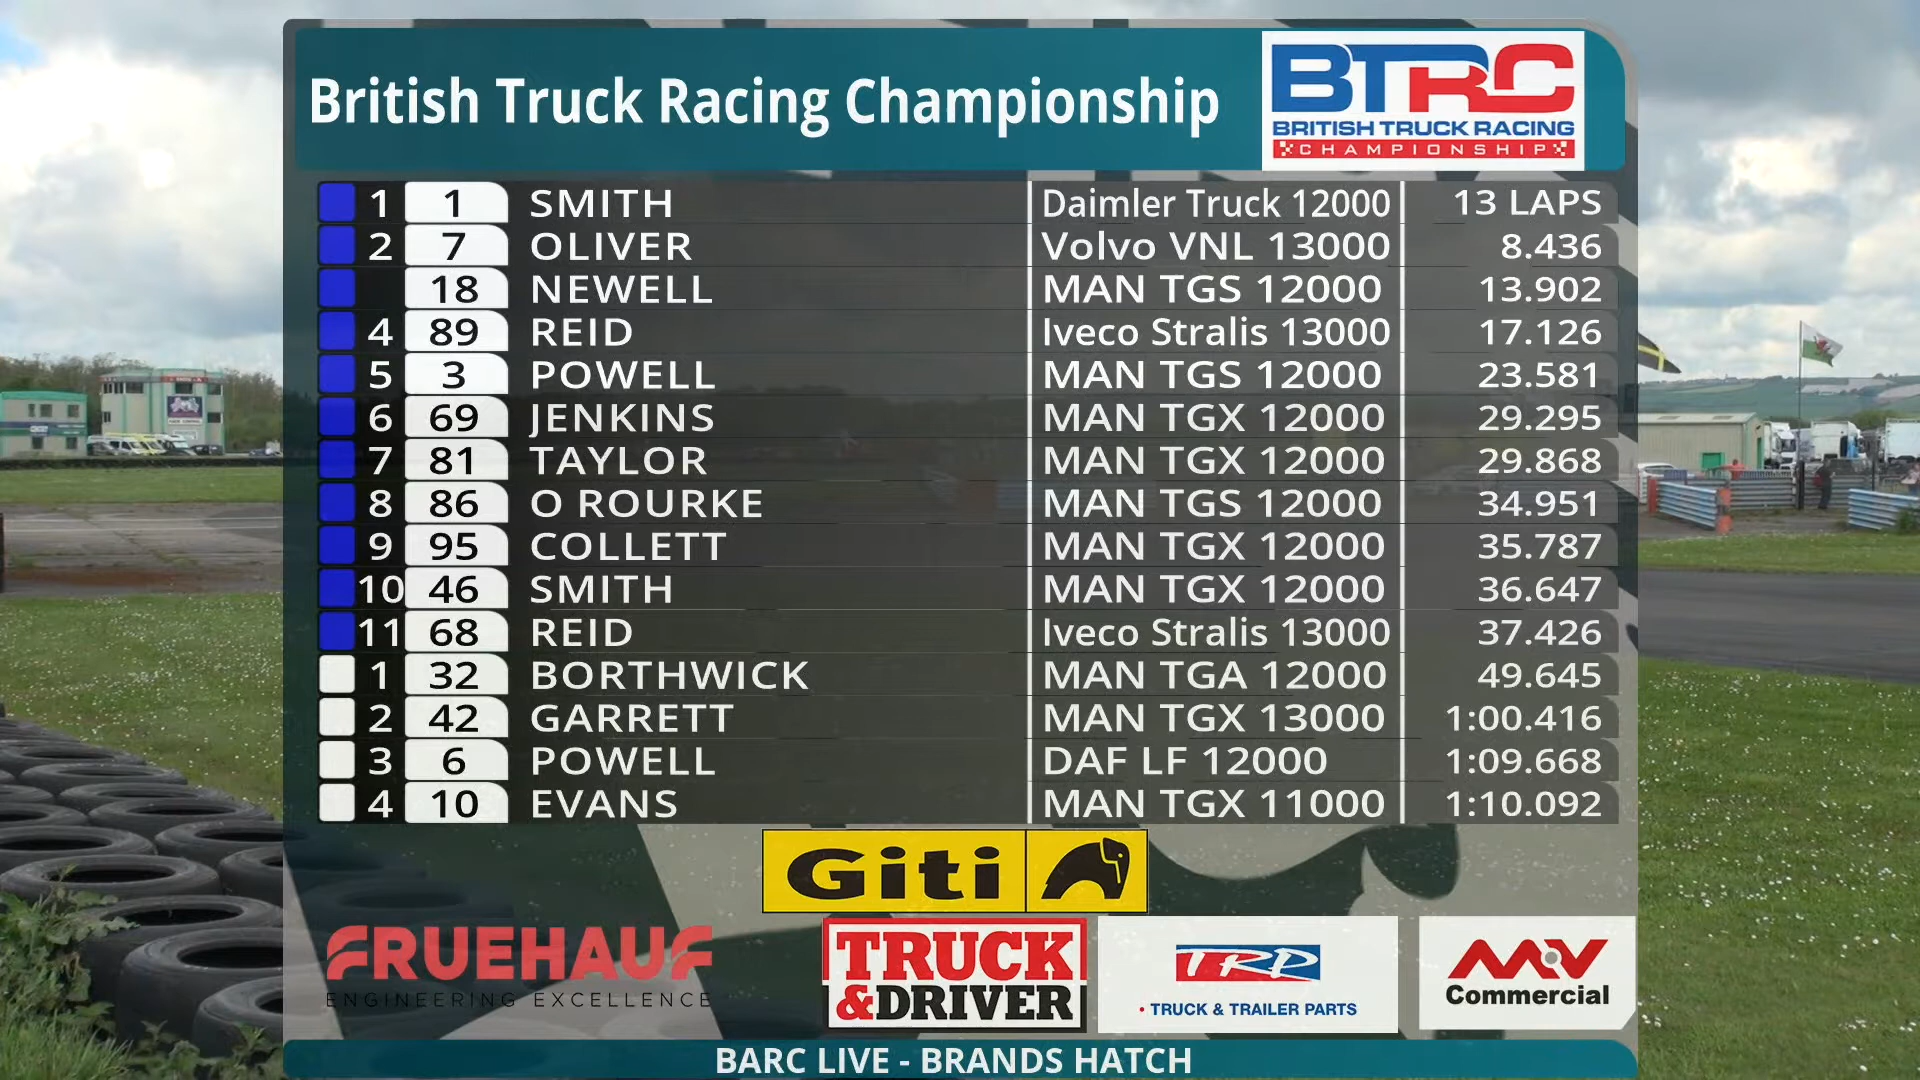 British Truck Racing Championship
BTRC
BRITISH TRUCK RACING
CHAMPIONSHIP
1 1 SMITH Daimler Truck 12000 13 LAPS
2 7 OLIVER Volvo VNL 13000 8.436
18 NEWELL MAN TGS 12000 13.902
4 89 REID Iveco Stralis 13000 17.126
5 3 POWELL MAN TGS 12000 23.581
6 69 JENKINS MAN TGX 12000 29.295
7 81 TAYLOR MAN TGX 12000 29.868
8 86 O ROURKE MAN TGS 12000 34.951
9 95 COLLETT MAN TGX 12000 35.787
10 46 SMITH MAN TGX 12000 36.647
11 68 REID Iveco Stralis 13000 37.426
1 32 BORTHWICK MAN TGA 12000 49.645
2 42 GARRETT MAN TGX 13000 1:00.416
3 6 POWELL DAF LF 12000 1:09.668
4 10 EVANS MAN TGX 11000 1:10.092
Giti
FRUEHAUF
ENGINEERING EXCELLENCE
TRUCK
&DRIVER
TRP
• TRUCK & TRAILER PARTS
MV
Commercial
BARC LIVE - BRANDS HATCH